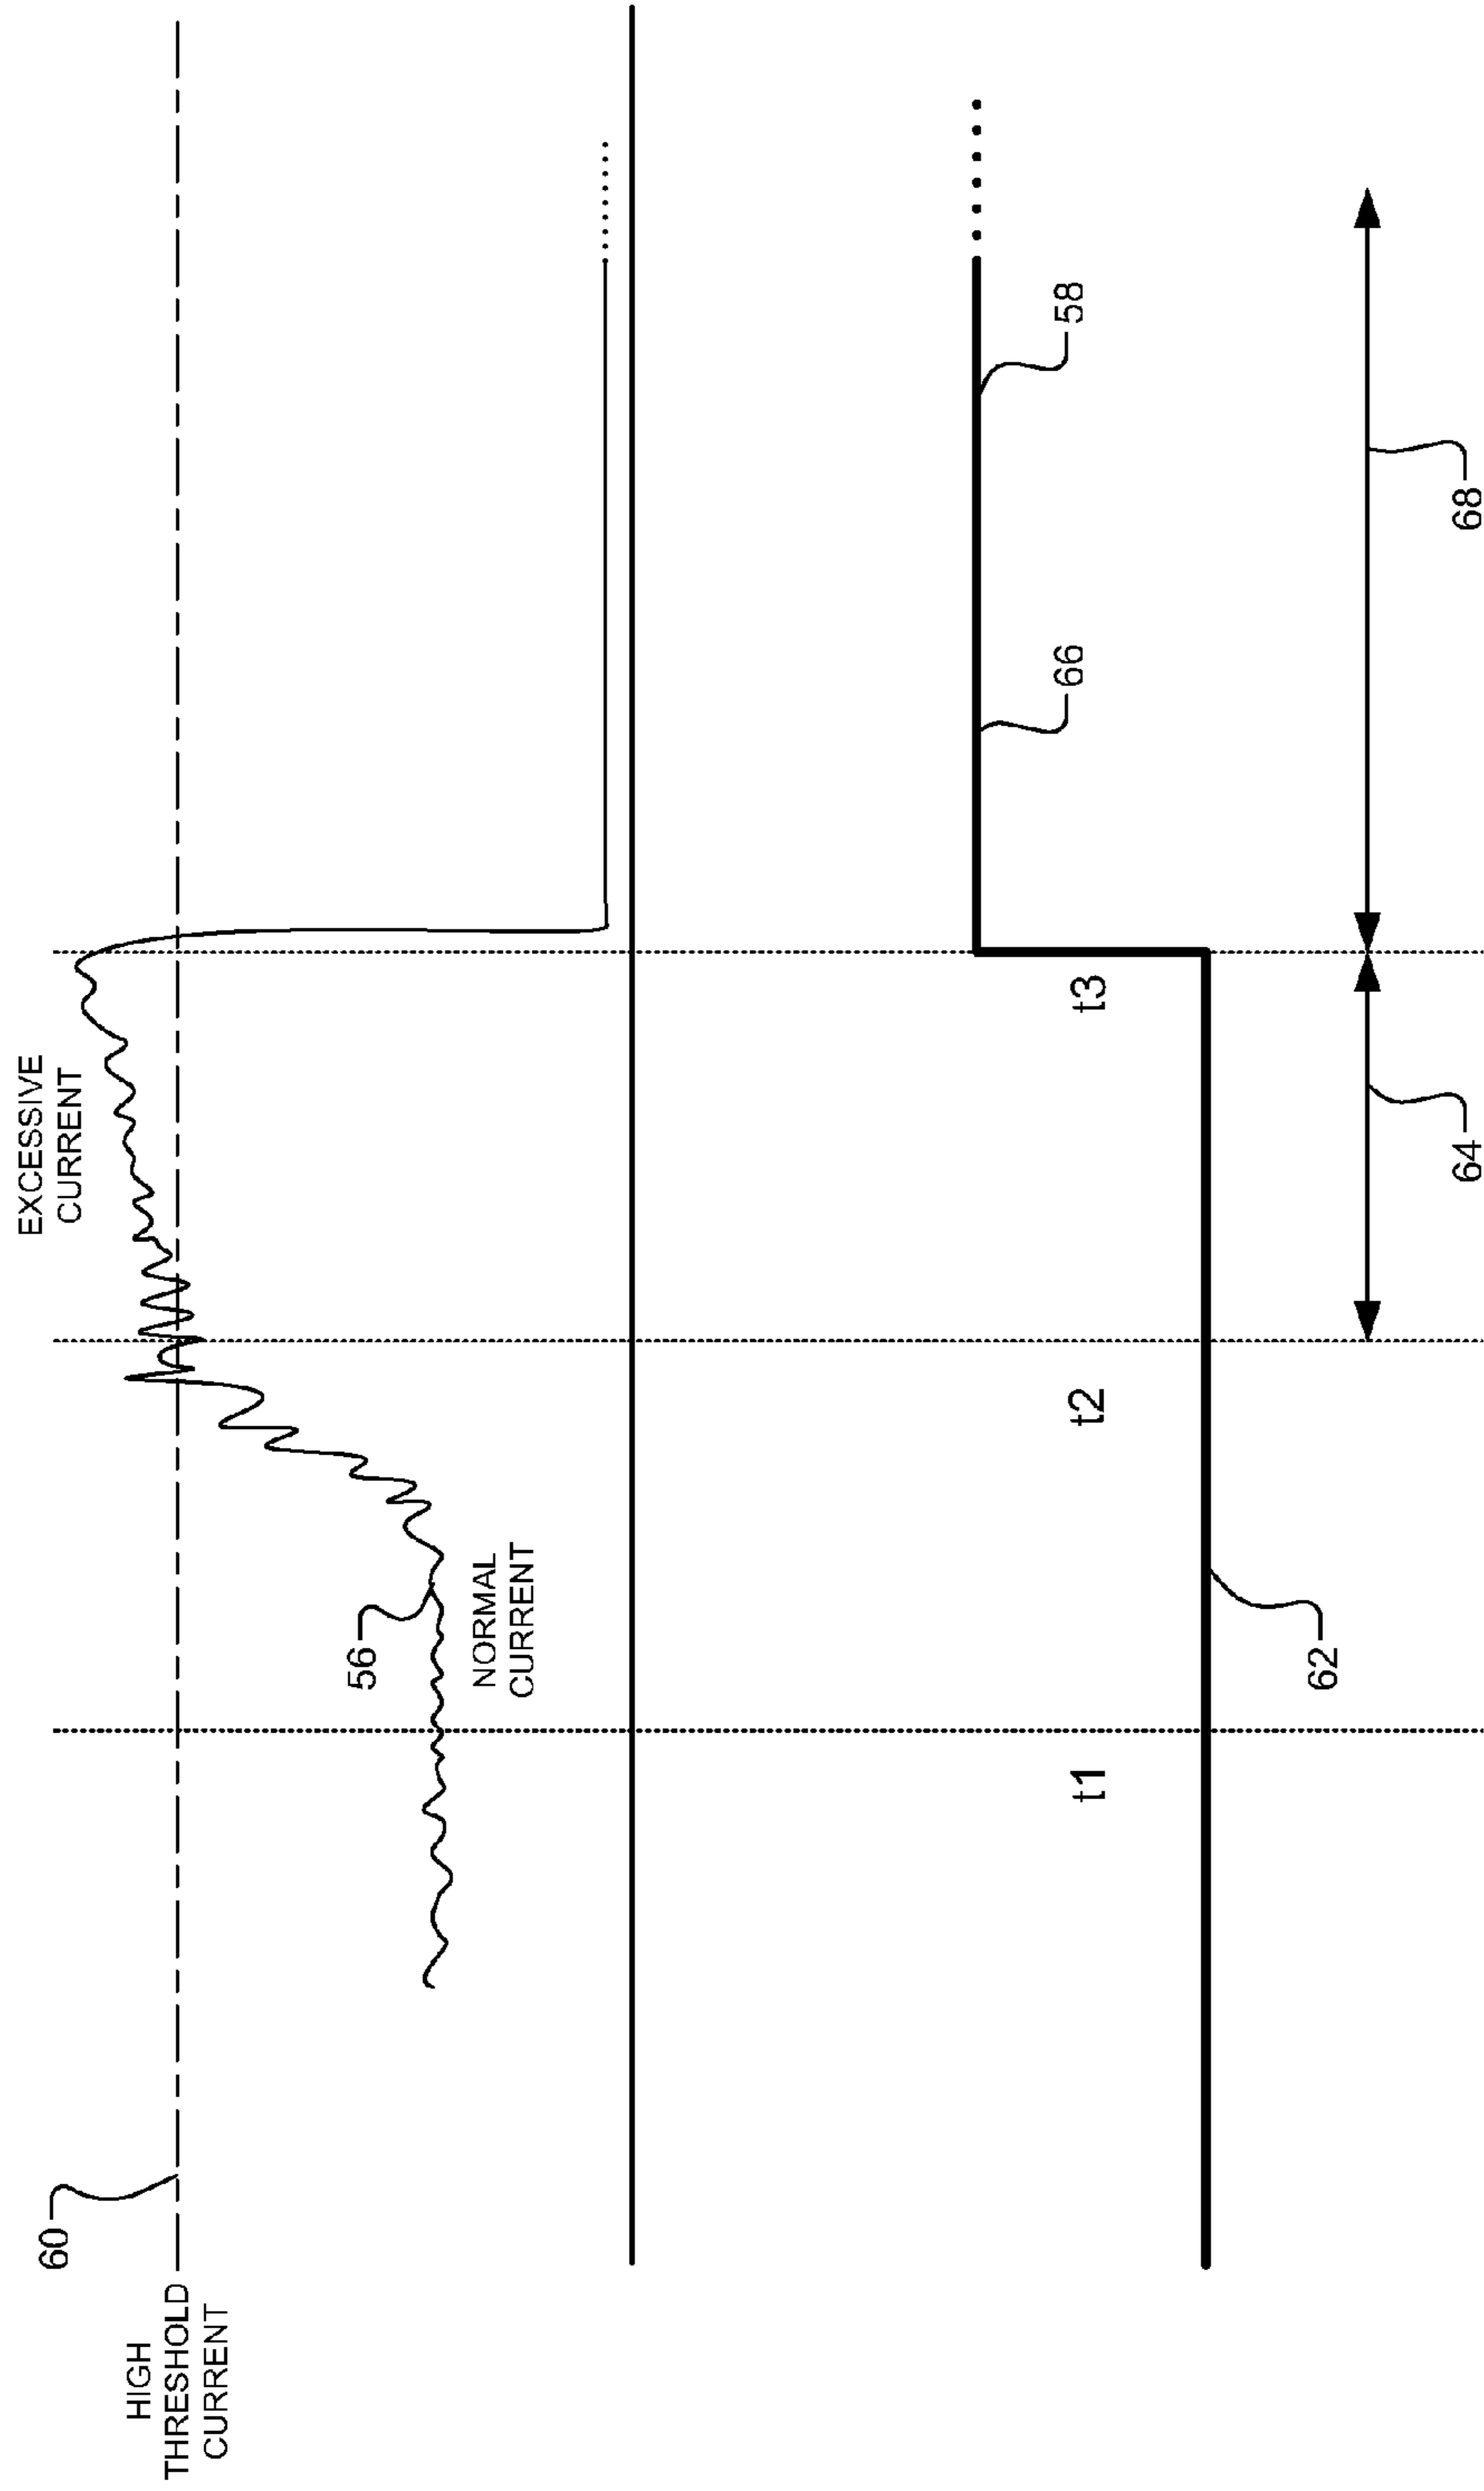 HIGH
THRESHOLD
CURRENT
60
EXCESSIVE
CURRENT
56
NORMAL
CURRENT
t1
t2
t3
66
58
62
64
68